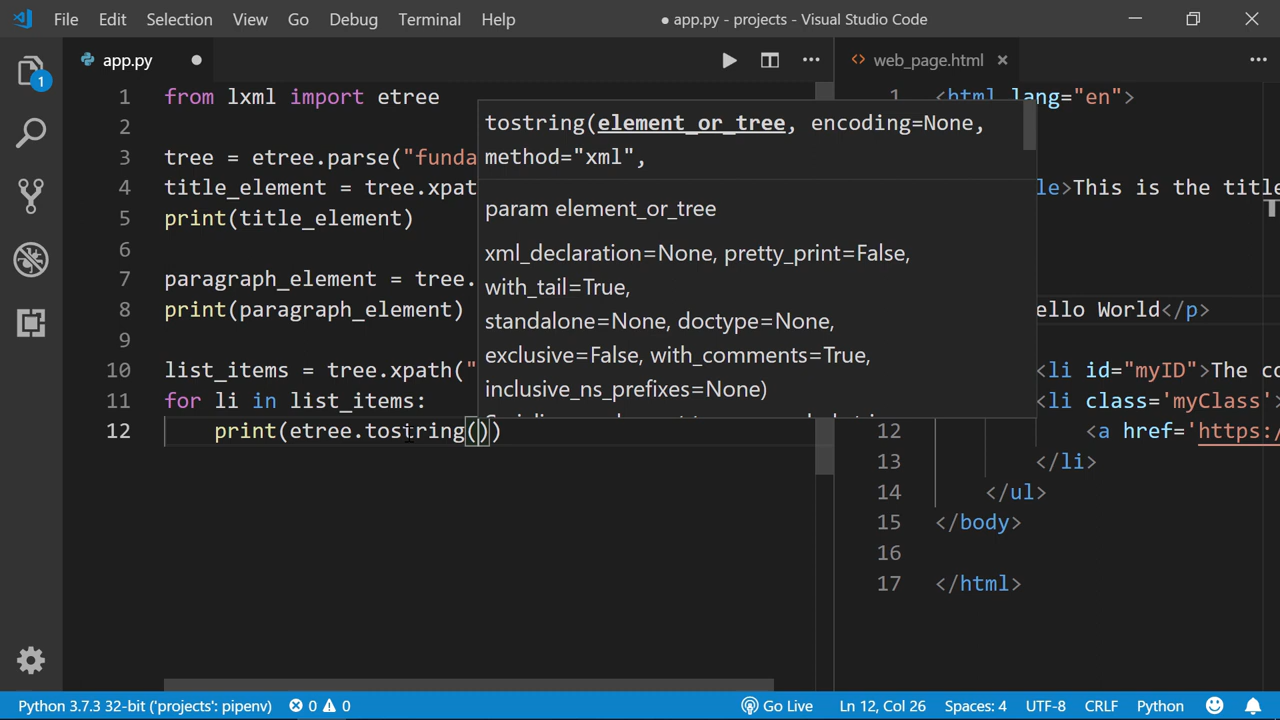 File Edit Selection View Go Debug Terminal Help ● app.py - projects - Visual Studio Code
1
app.py
web_page.html
1 from lxml import etree
2
3 tree = etree.parse("funda
4 title_element = tree.xpat
5 print(title_element)
6
7 paragraph_element = tree.
8 print(paragraph_element)
9
10 list_items = tree.xpath("
11 for li in list_items:
12 print(etree.tostring())
tostring(element_or_tree, encoding=None,
method="xml",
param element_or_tree
xml_declaration=None, pretty_print=False,
with_tail=True,
standalone=None, doctype=None,
exclusive=False, with_comments=True,
inclusive_ns_prefixes=None)
1 <html lang="en">
le>This is the titl
ello World</p>
<li id="myID">The co
<li class='myClass'>
12 <a href='https:/
13 </li>
14 </ul>
15 </body>
16
17 </html>
Python 3.7.3 32-bit ('projects': pipenv) 0 0 Go Live Ln 12, Col 26 Spaces: 4 UTF-8 CRLF Python